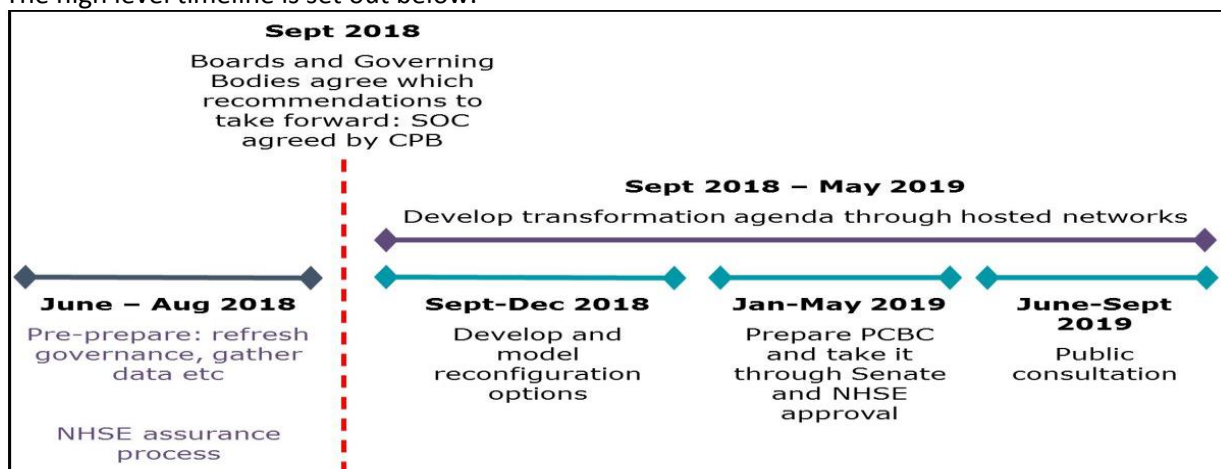 The high level timeline is set out below:
Sept 2018
Boards and Governing
Bodies agree which
recommendations to
take forward: SOC
agreed by CPB
Sept 2018 – May 2019
Develop transformation agenda through hosted networks
June – Aug 2018
Pre-prepare: refresh
governance, gather
data etc
NHSE assurance
process
Sept-Dec 2018
Develop and
model
reconfiguration
options
Jan-May 2019
Prepare PCBC
and take it
through Senate
and NHSE
approval
June-Sept
2019
Public
consultation